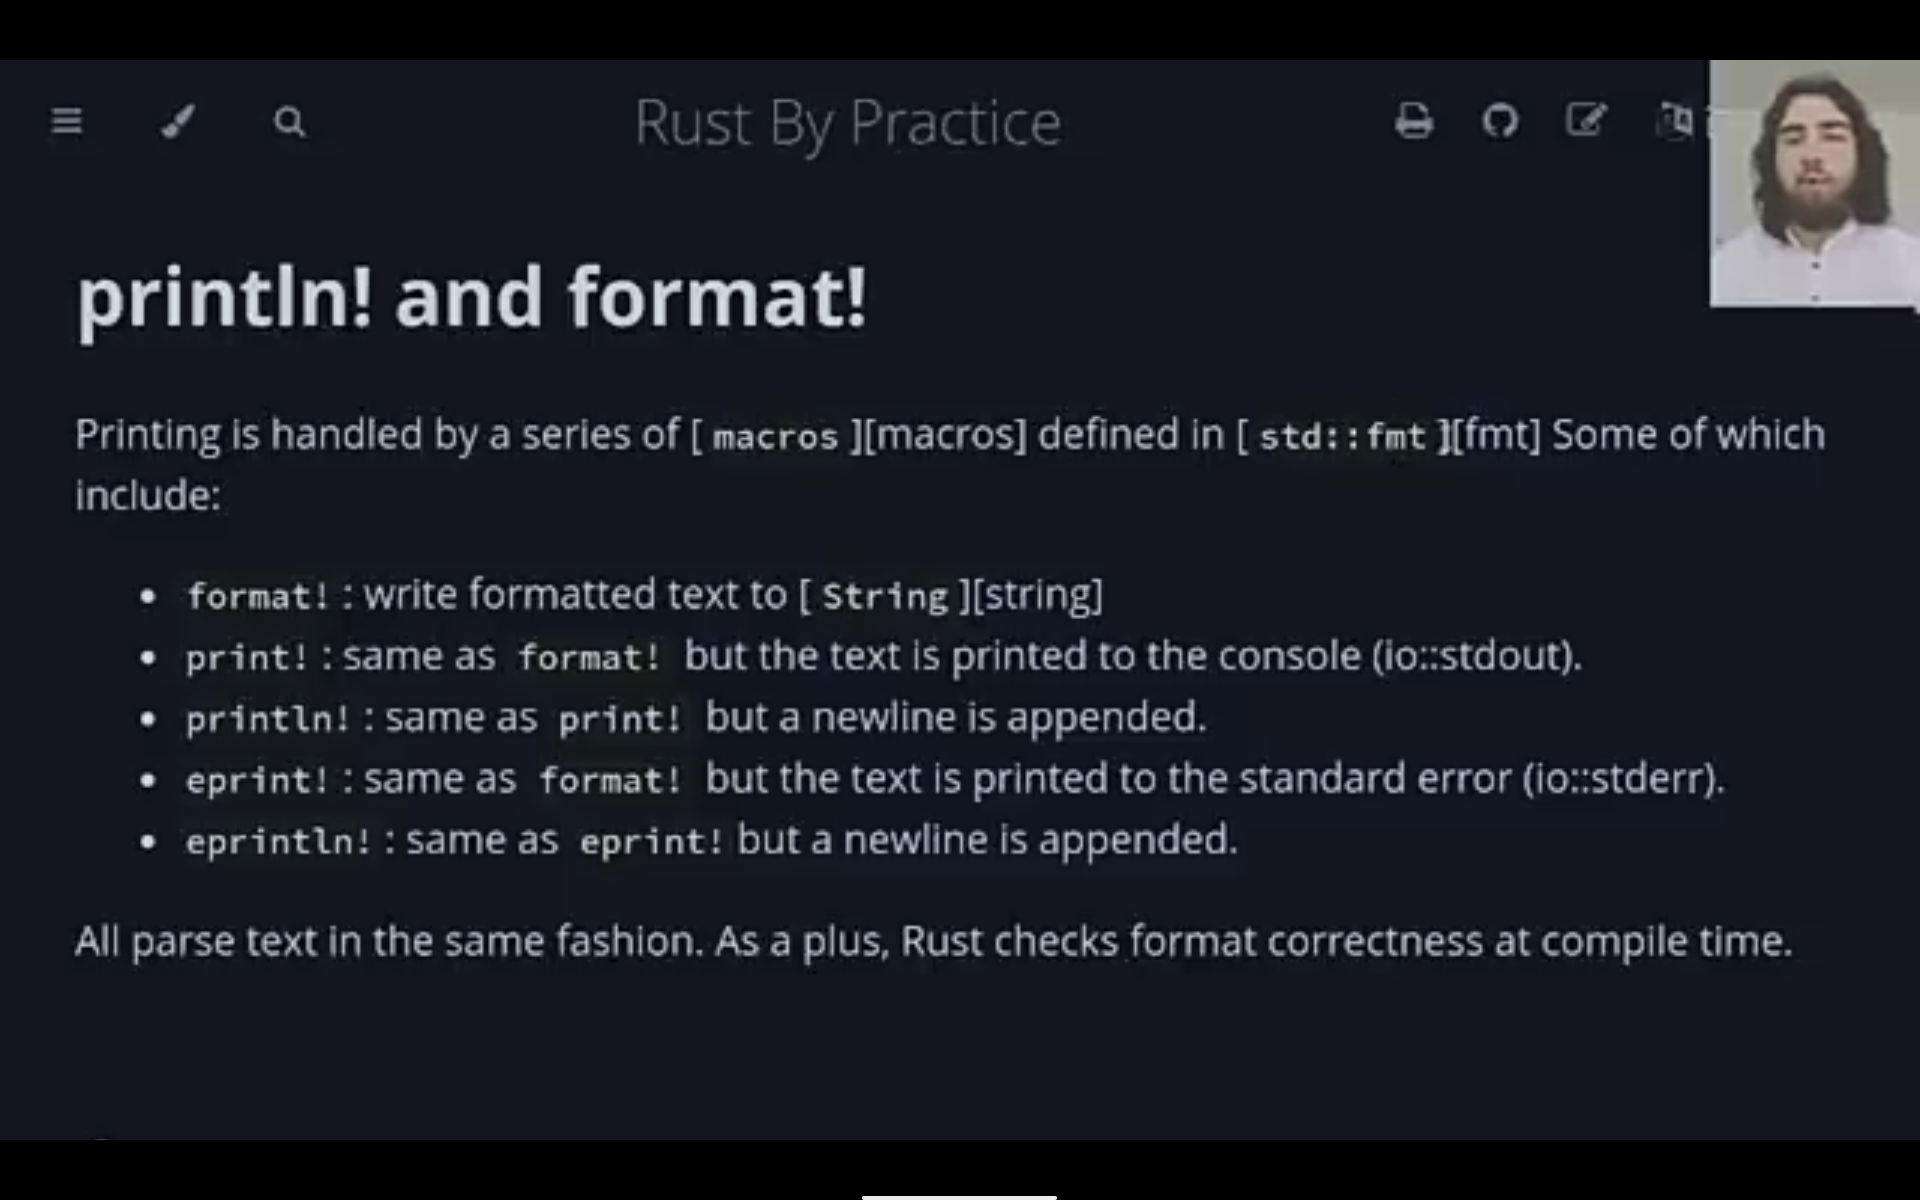 Rust By Practice
println! and format!
Printing is handled by a series of [ macros ][macros] defined in [ std::fmt ][fmt] Some of which
include:
• format! : write formatted text to [ String ][string]
• print! : same as format! but the text is printed to the console (io::stdout).
• println! : same as print! but a newline is appended.
• eprint! : same as format! but the text is printed to the standard error (io::stderr).
• eprintln! : same as eprint! but a newline is appended.
All parse text in the same fashion. As a plus, Rust checks format correctness at compile time.